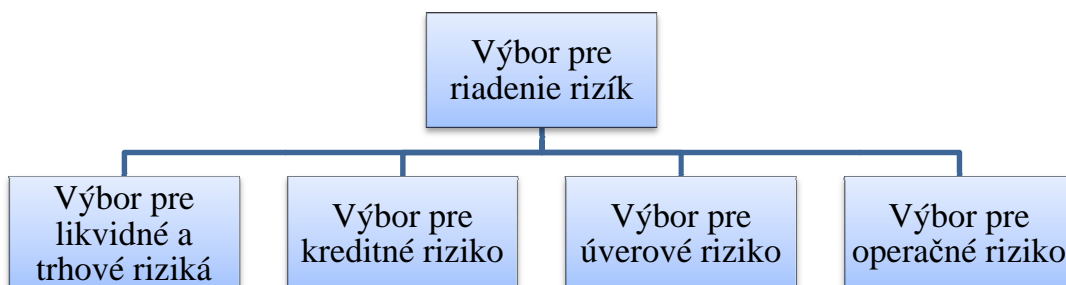 Výbor pre
riadenie rizík
Výbor pre
likvidné a
trhové riziká
Výbor pre
kreditné riziko
Výbor pre
úverové riziko
Výbor pre
operačné riziko